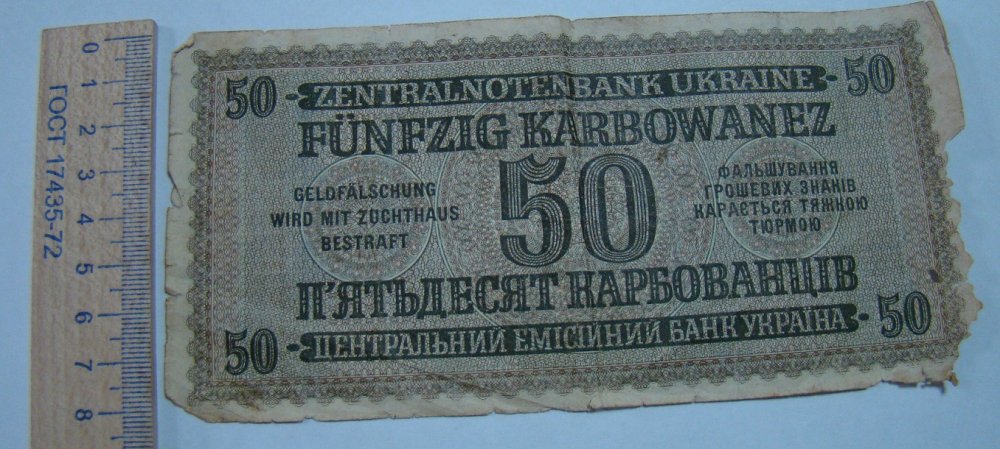 0
1
2
3
4
5
6
7
8
ГОСТ 17435-72
50 ZENTRALNOTENBANK UKRAINE 50
FÜNFZIG KARBOWANEZ
GELDFÄLSCHUNG
WIRD MIT ZUCHTHAUS
BESTRAFT
50
ФАЛЬШУВАННЯ
ГРОШЕВИХ ЗНАКІВ
КАРАЄТЬСЯ ТЯЖКОЮ
ТЮРМОЮ
П'ЯТЬДЕСЯТ КАРБОВАНЦІВ
50 ЦЕНТРАЛЬНИЙ ЕМІСІЙНИЙ БАНК УКРАЇНА 50